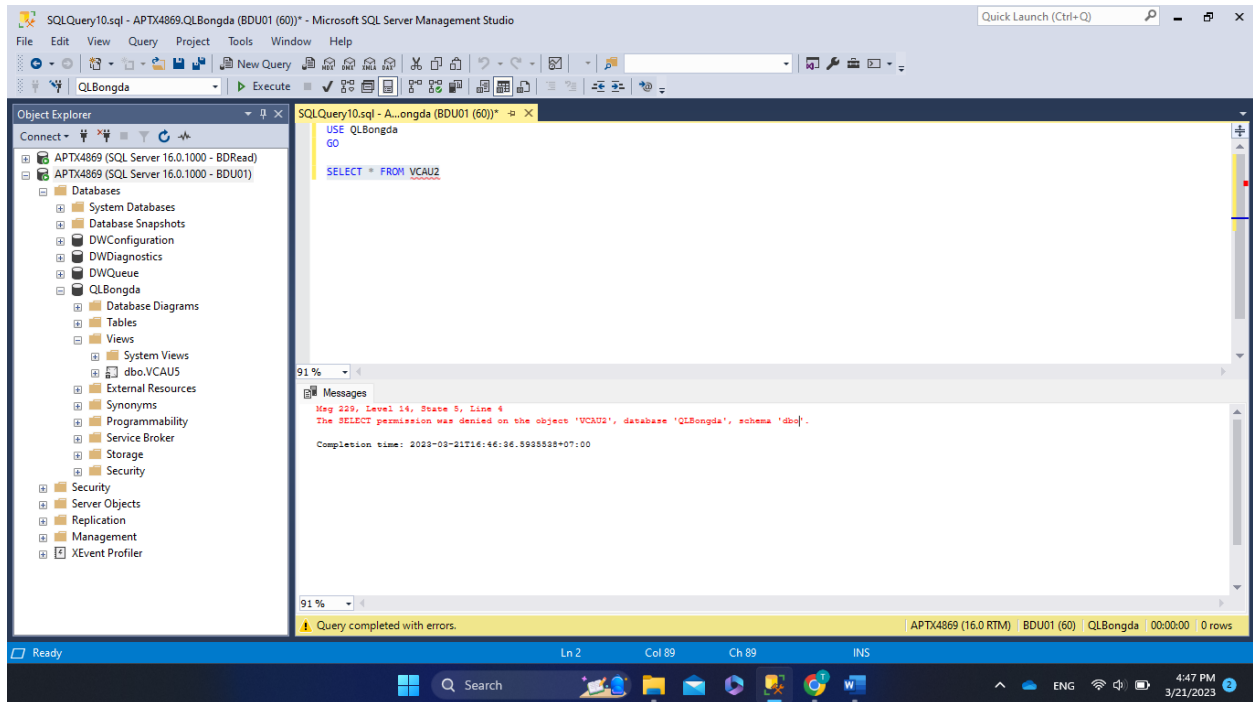 SQLQuery10.sql - APTX4869.QLBongda (BDU01 (60))* - Microsoft SQL Server Management Studio
Quick Launch (Ctrl+Q)
File Edit View Query Project Tools Window Help
New Query
QLBongda Execute
Object Explorer
SQLQuery10.sql - A...ongda (BDU01 (60))*
Connect
APTX4869 (SQL Server 16.0.1000 - BDRead)
APTX4869 (SQL Server 16.0.1000 - BDU01)
Databases
System Databases
Database Snapshots
DWConfiguration
DWDiagnostics
DWQueue
QLBongda
Database Diagrams
Tables
Views
System Views
dbo.VCAU5
External Resources
Synonyms
Programmability
Service Broker
Storage
Security
Security
Server Objects
Replication
Management
XEvent Profiler
USE QLBongda
GO
SELECT * FROM VCAU2
91 %
Messages
Msg 229, Level 14, State 5, Line 4
The SELECT permission was denied on the object 'VCAU2', database 'QLBongda', schema 'dbo'.
Completion time: 2023-03-21T16:46:36.5935538+07:00
91 %
Query completed with errors.
APTX4869 (16.0 RTM) BDU01 (60) QLBongda 00:00:00 0 rows
Ready
Ln 2 Col 89 Ch 89 INS
Search
ENG
4:47 PM
3/21/2023
2